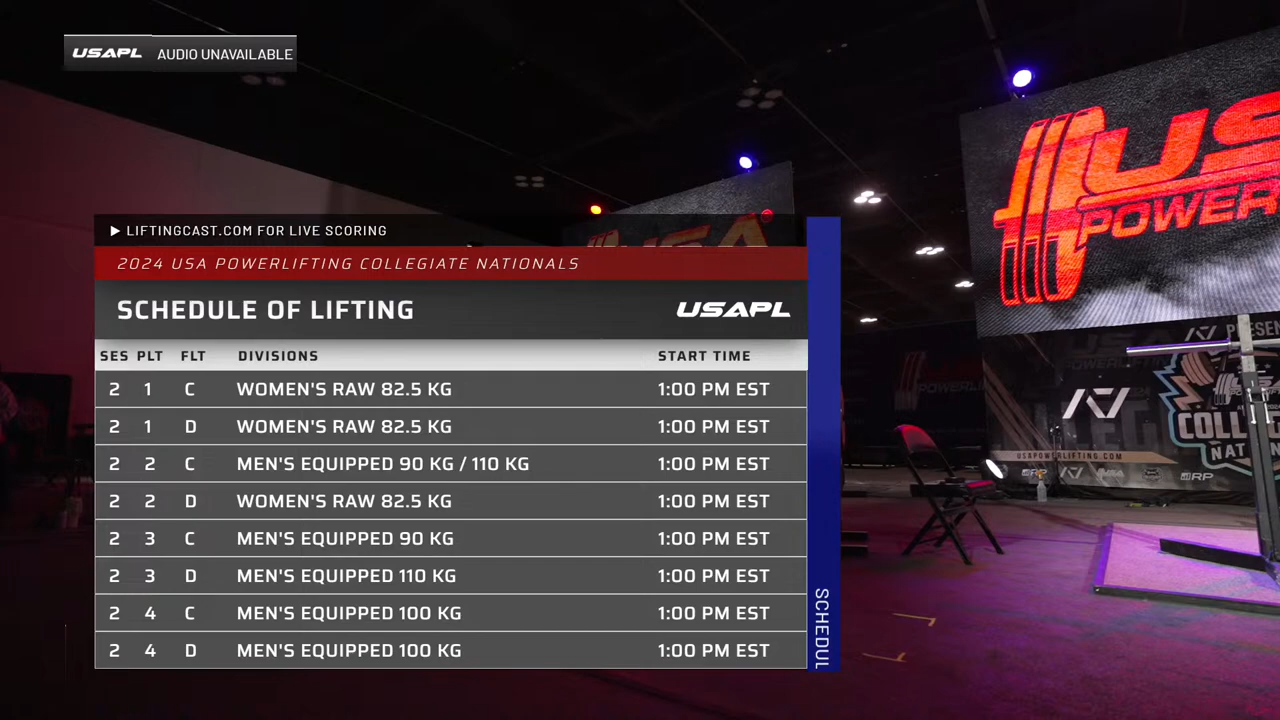 USAPL AUDIO UNAVAILABLE
▶ LIFTINGCAST.COM FOR LIVE SCORING
2024 USA POWERLIFTING COLLEGIATE NATIONALS
SCHEDULE OF LIFTING USAPL
SES PLT FLT DIVISIONS START TIME
2 1 C WOMEN'S RAW 82.5 KG 1:00 PM EST
2 1 D WOMEN'S RAW 82.5 KG 1:00 PM EST
2 2 C MEN'S EQUIPPED 90 KG / 110 KG 1:00 PM EST
2 2 D WOMEN'S RAW 82.5 KG 1:00 PM EST
2 3 C MEN'S EQUIPPED 90 KG 1:00 PM EST
2 3 D MEN'S EQUIPPED 110 KG 1:00 PM EST
2 4 C MEN'S EQUIPPED 100 KG 1:00 PM EST
2 4 D MEN'S EQUIPPED 100 KG 1:00 PM EST
SCHEDUL
USA
US
POWER
PRESEN
COLL
NAT
USAPOWERLIFTING.COM
RP